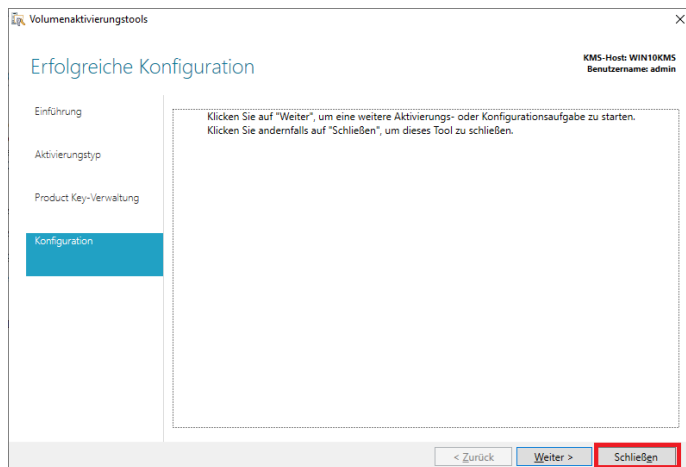 Volumenaktivierungstools
Erfolgreiche Konfiguration
KMS-Host: WIN10KMS
Benutzername: admin
Einführung
Aktivierungstyp
Product Key-Verwaltung
Konfiguration
Klicken Sie auf "Weiter", um eine weitere Aktivierungs- oder Konfigurationsaufgabe zu starten.
Klicken Sie andernfalls auf "Schließen", um dieses Tool zu schließen.
< Zurück
Weiter >
Schließen